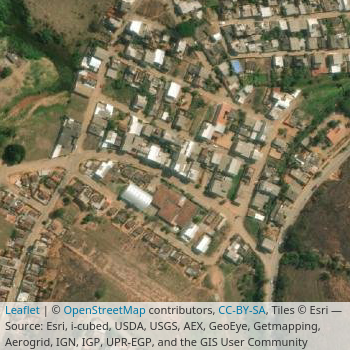 Leaflet | © OpenStreetMap contributors, CC-BY-SA, Tiles © Esri —
Source: Esri, i-cubed, USDA, USGS, AEX, GeoEye, Getmapping,
Aerogrid, IGN, IGP, UPR-EGP, and the GIS User Community